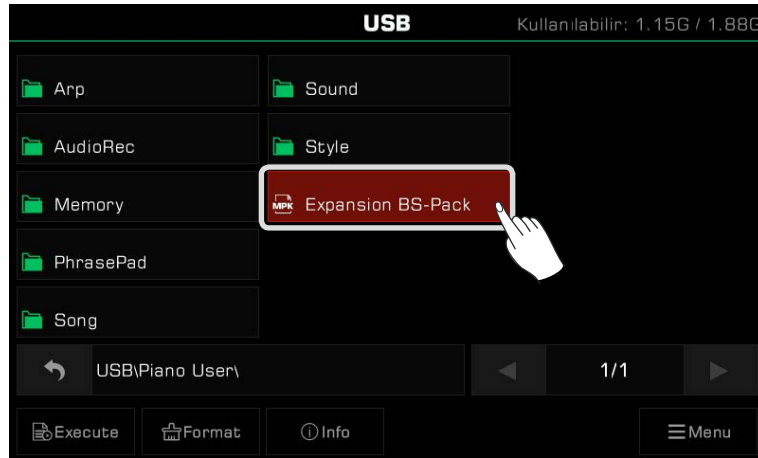 USB
Kullanılabilir: 1.15G / 1.88G
Arp
Sound
AudioRec
Style
Memory
MPK Expansion BS-Pack
PhrasePad
Song
USB\Piano User\
1/1
Execute
Format
Info
Menu